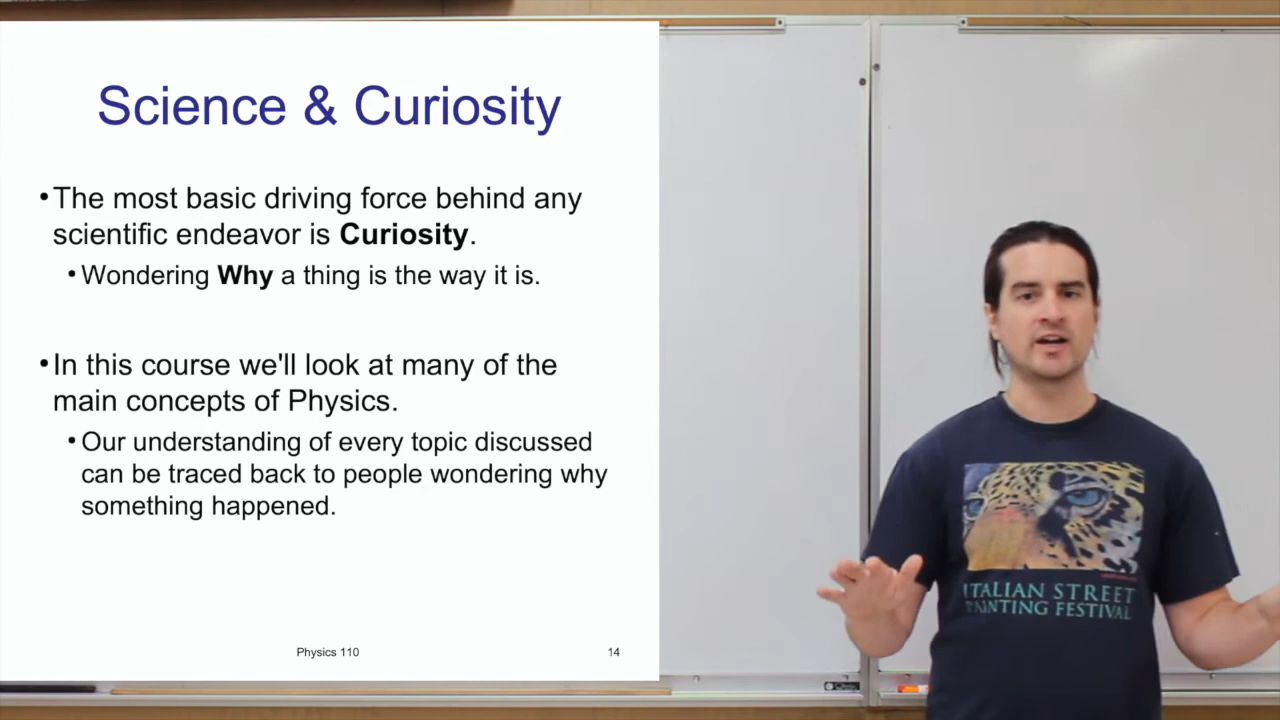 Science & Curiosity
•The most basic driving force behind any
scientific endeavor is Curiosity.
•Wondering Why a thing is the way it is.
•In this course we'll look at many of the
main concepts of Physics.
•Our understanding of every topic discussed
can be traced back to people wondering why
something happened.
Physics 110
14
ITALIAN STREET
PAINTING FESTIVAL